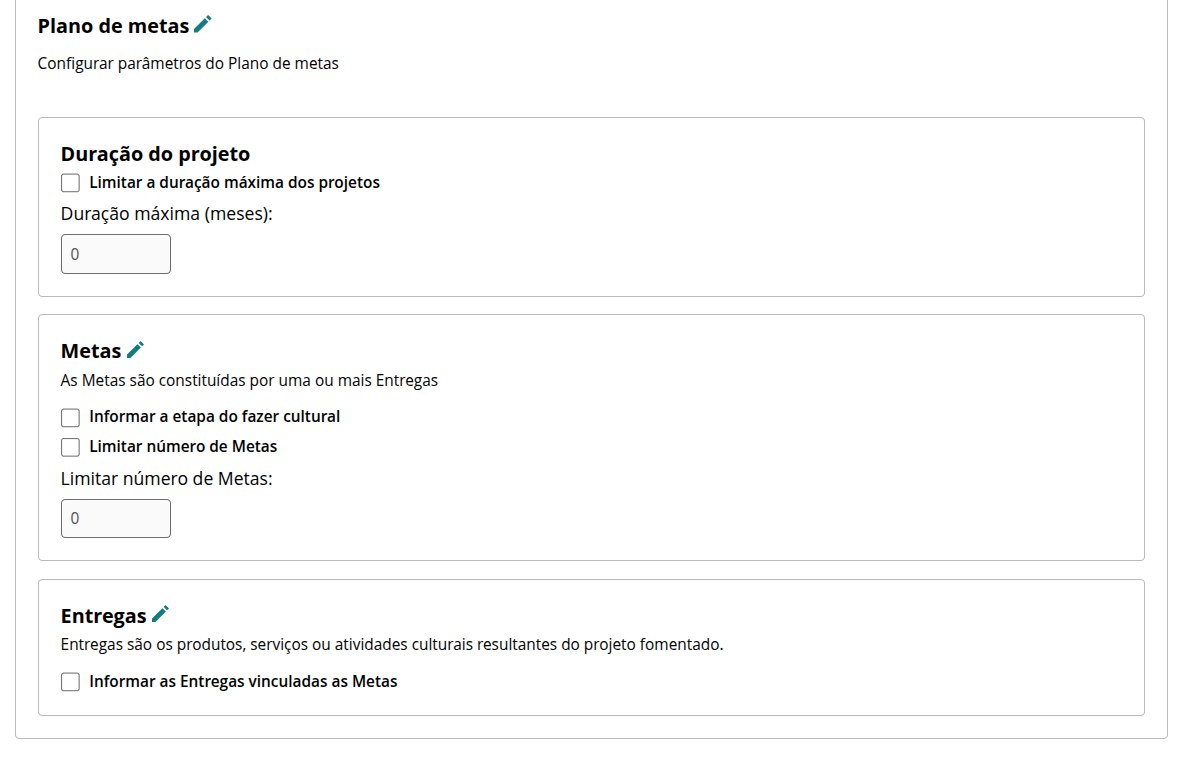 Plano de metas
Configurar parâmetros do Plano de metas
Duração do projeto
Limitar a duração máxima dos projetos
Duração máxima (meses):
0
Metas
As Metas são constituídas por uma ou mais Entregas
Informar a etapa do fazer cultural
Limitar número de Metas
Limitar número de Metas:
0
Entregas
Entregas são os produtos, serviços ou atividades culturais resultantes do projeto fomentado.
Informar as Entregas vinculadas as Metas